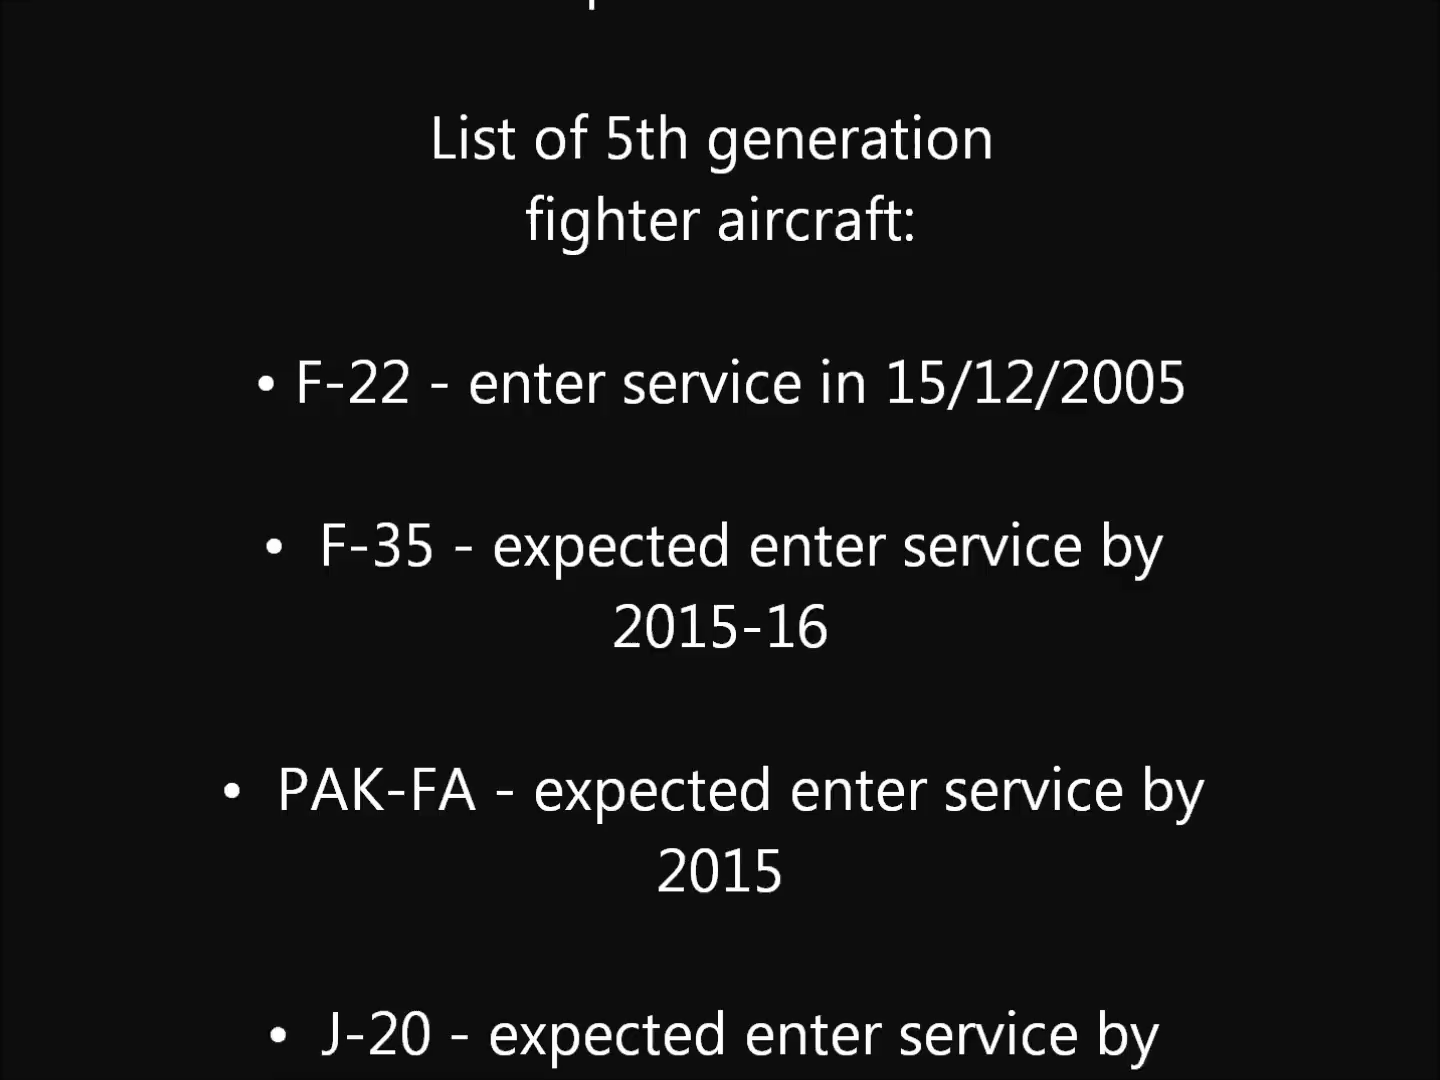 List of 5th generation
fighter aircraft:
• F-22 - enter service in 15/12/2005
• F-35 - expected enter service by
2015-16
• PAK-FA - expected enter service by
2015
• J-20 - expected enter service by